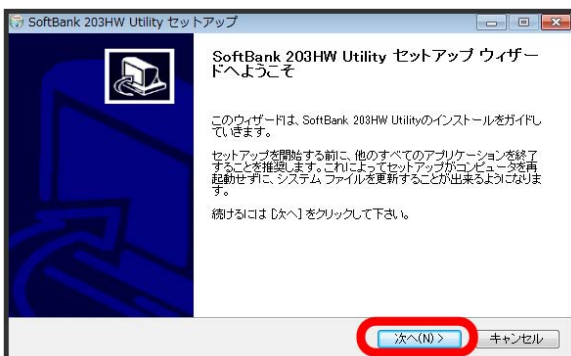 SoftBank 203HW Utility セットアップ
SoftBank 203HW Utility セットアップ ウィザー
ドへようこそ
このウィザードは、SoftBank 203HW Utilityのインストールをガイドし
ていきます。
セットアップを開始する前に、他のすべてのアプリケーションを終了
することを推奨します。これによってセットアップがコンピュータを再
起動せずに、システム ファイルを更新することが出来るようになりま
す。
続けるには [次へ] をクリックして下さい。
次へ(N) >
キャンセル